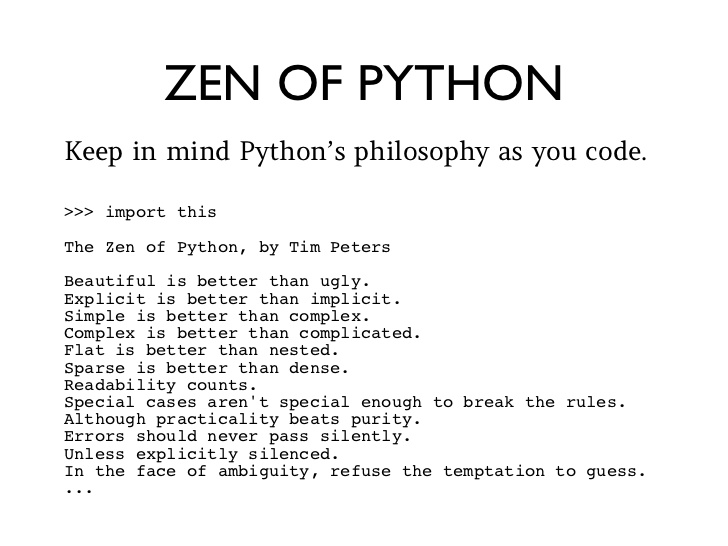 ZEN OF PYTHON
Keep in mind Python’s philosophy as you code.
>>> import this
The Zen of Python, by Tim Peters
Beautiful is better than ugly.
Explicit is better than implicit.
Simple is better than complex.
Complex is better than complicated.
Flat is better than nested.
Sparse is better than dense.
Readability counts.
Special cases aren't special enough to break the rules.
Although practicality beats purity.
Errors should never pass silently.
Unless explicitly silenced.
In the face of ambiguity, refuse the temptation to guess.
...